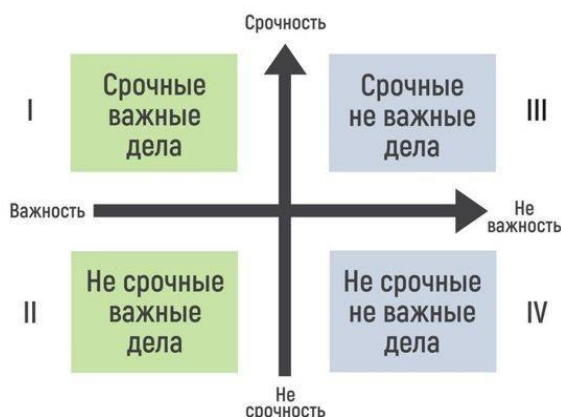 Срочность
I
Срочные
важные
дела
Срочные
не важные
дела
III
Важность
Не
важность
II
Не срочные
важные
дела
Не срочные
не важные
дела
IV
Не
срочность